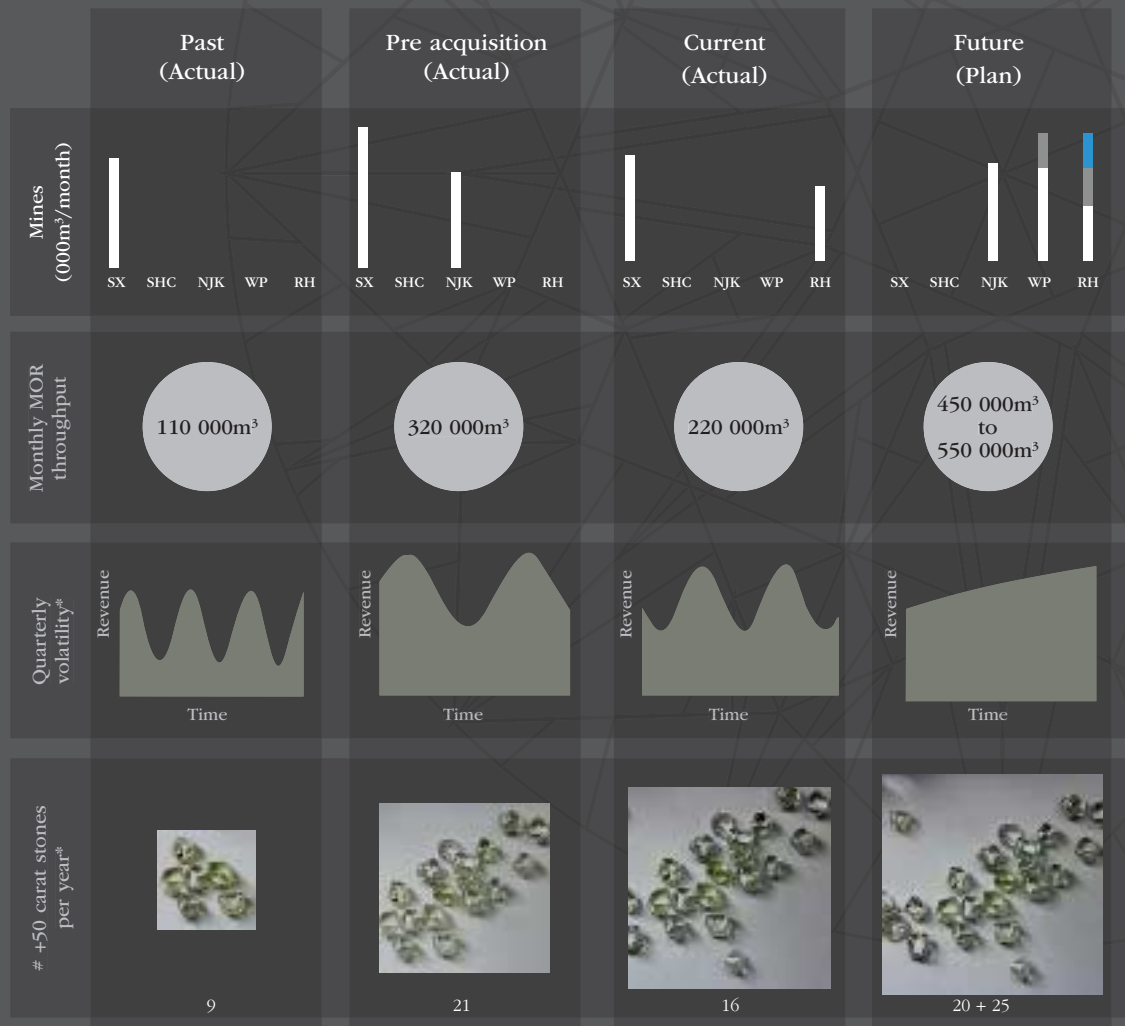 Past
(Actual)
Pre acquisition
(Actual)
Current
(Actual)
Future
(Plan)
Mines
(000m³/month)
SX SHC NJK WP RH
SX SHC NJK WP RH
SX SHC NJK WP RH
SX SHC NJK WP RH
Monthly MOR
throughput
110 000m³
320 000m³
220 000m³
450 000m³
to
550 000m³
Quarterly
volatility*
Revenue
Time
Revenue
Time
Revenue
Time
Revenue
Time
# +50 carat stones
per year*
9
21
16
20 + 25